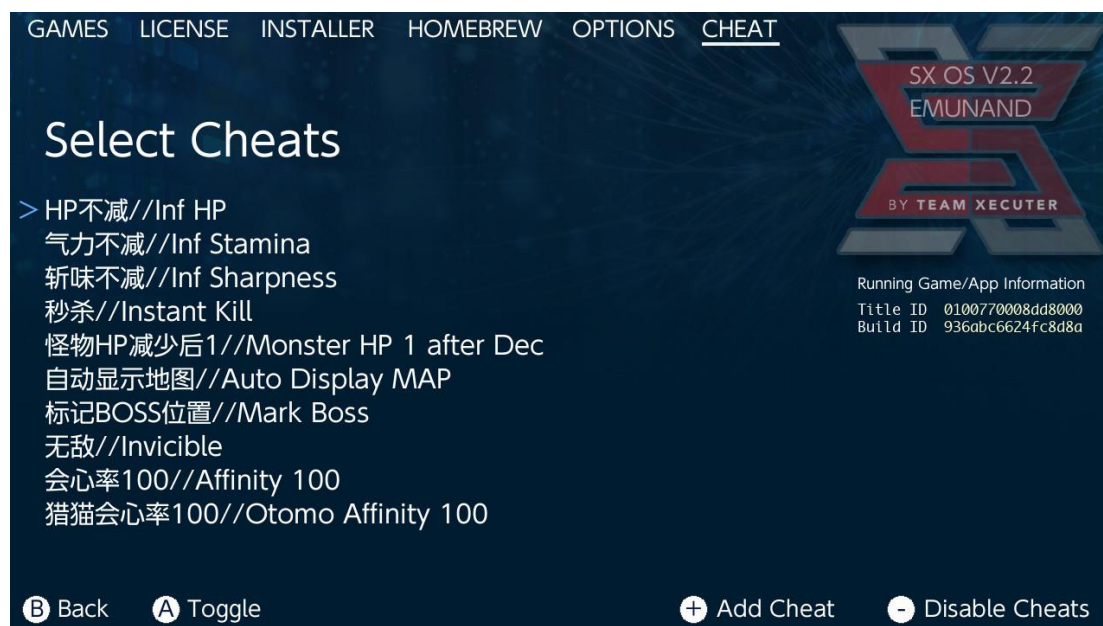 GAMES LICENSE INSTALLER HOMEBREW OPTIONS CHEAT
SX OS V2.2
EMUNAND
BY TEAM XECUTER
Select Cheats
> HP不减//Inf HP
气力不减//Inf Stamina
斩味不减//Inf Sharpness
秒杀//Instant Kill
怪物HP减少后1//Monster HP 1 after Dec
自动显示地图//Auto Display MAP
标记BOSS位置//Mark Boss
无敌//Invicible
会心率100//Affinity 100
猎猫会心率100//Otomo Affinity 100
Running Game/App Information
Title ID 0100770008dd8000
Build ID 936abc6624fc8d8a
B Back A Toggle + Add Cheat - Disable Cheats